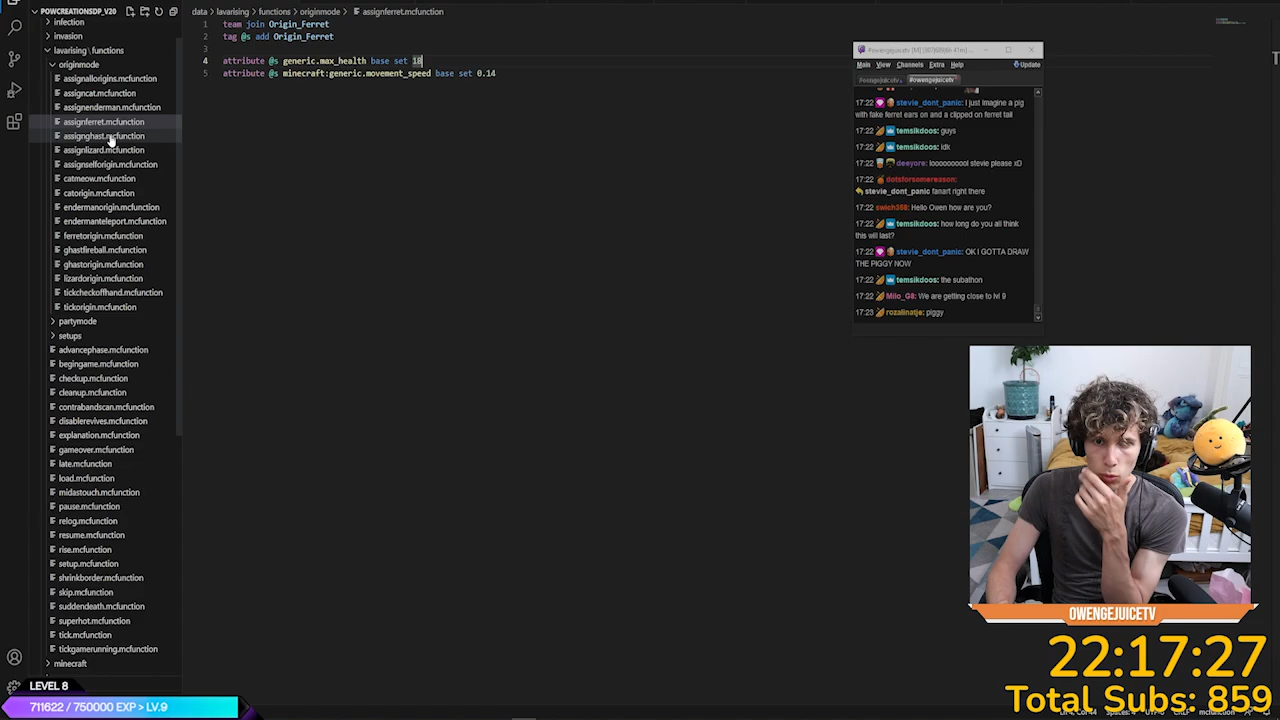 POWCREATIONSDP_V20
infection
invasion
lavarising \ functions
originmode
assignallorigins.mcfunction
assigncat.mcfunction
assignenderman.mcfunction
assignferret.mcfunction
assignghast.mcfunction
assignlizard.mcfunction
assignselforigin.mcfunction
catmeow.mcfunction
catorigin.mcfunction
endermanorigin.mcfunction
endermanteleport.mcfunction
ferretorigin.mcfunction
ghastfireball.mcfunction
ghastorigin.mcfunction
lizardorigin.mcfunction
tickcheckoffhand.mcfunction
tickorigin.mcfunction
partymode
setups
advancephase.mcfunction
begingame.mcfunction
checkup.mcfunction
cleanup.mcfunction
contrabandscan.mcfunction
disablerevives.mcfunction
explanation.mcfunction
gameover.mcfunction
late.mcfunction
load.mcfunction
midastouch.mcfunction
pause.mcfunction
relog.mcfunction
resume.mcfunction
rise.mcfunction
setup.mcfunction
shrinkborder.mcfunction
skip.mcfunction
suddendeath.mcfunction
superhot.mcfunction
tick.mcfunction
tickgamerunning.mcfunction
minecraft
data > lavarising > functions > originmode > assignferret.mcfunction
1 team join Origin_Ferret
2 tag @s add Origin_Ferret
3
4 attribute @s generic.max_health base set 18
5 attribute @s minecraft:generic.movement_speed base set 0.14
Main View Channels Extra Help Update
#owengejuicetv
17:22 stevie_dont_panic: I just imagine a pig
with fake ferret ears on and a clipped on ferret tail
17:22 temsikdoos: guys
17:22 temsikdoos: idk
17:22 deeyore: looooooooool stevie please xD
17:22 dotsforsomereason:
stevie_dont_panic fanart right there
17:22 swich358: Hello Owen how are you?
17:22 temsikdoos: how long do you all think
this will last?
17:22 stevie_dont_panic: OK I GOTTA DRAW
THE PIGGY NOW
17:22 temsikdoos: the subathon
17:22 Milo_G8: We are getting close to lvl 9
17:23 rozalinatje: piggy
OWENGEJUICETV
22:17:27
Total Subs: 859
LEVEL 8
711622 / 750000 EXP > LV.9